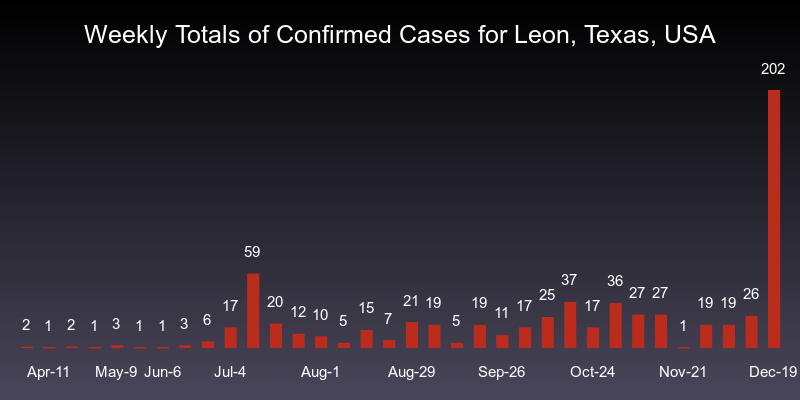 Weekly Totals of Confirmed Cases for Leon, Texas, USA
202
59
2 1 2 1 3 1 1 3 6 17 20 12 10 5 15 7 21 19 5 19 11 17 25 37 17 36 27 27 1 19 19 26
Apr-11 May-9 Jun-6 Jul-4 Aug-1 Aug-29 Sep-26 Oct-24 Nov-21 Dec-19